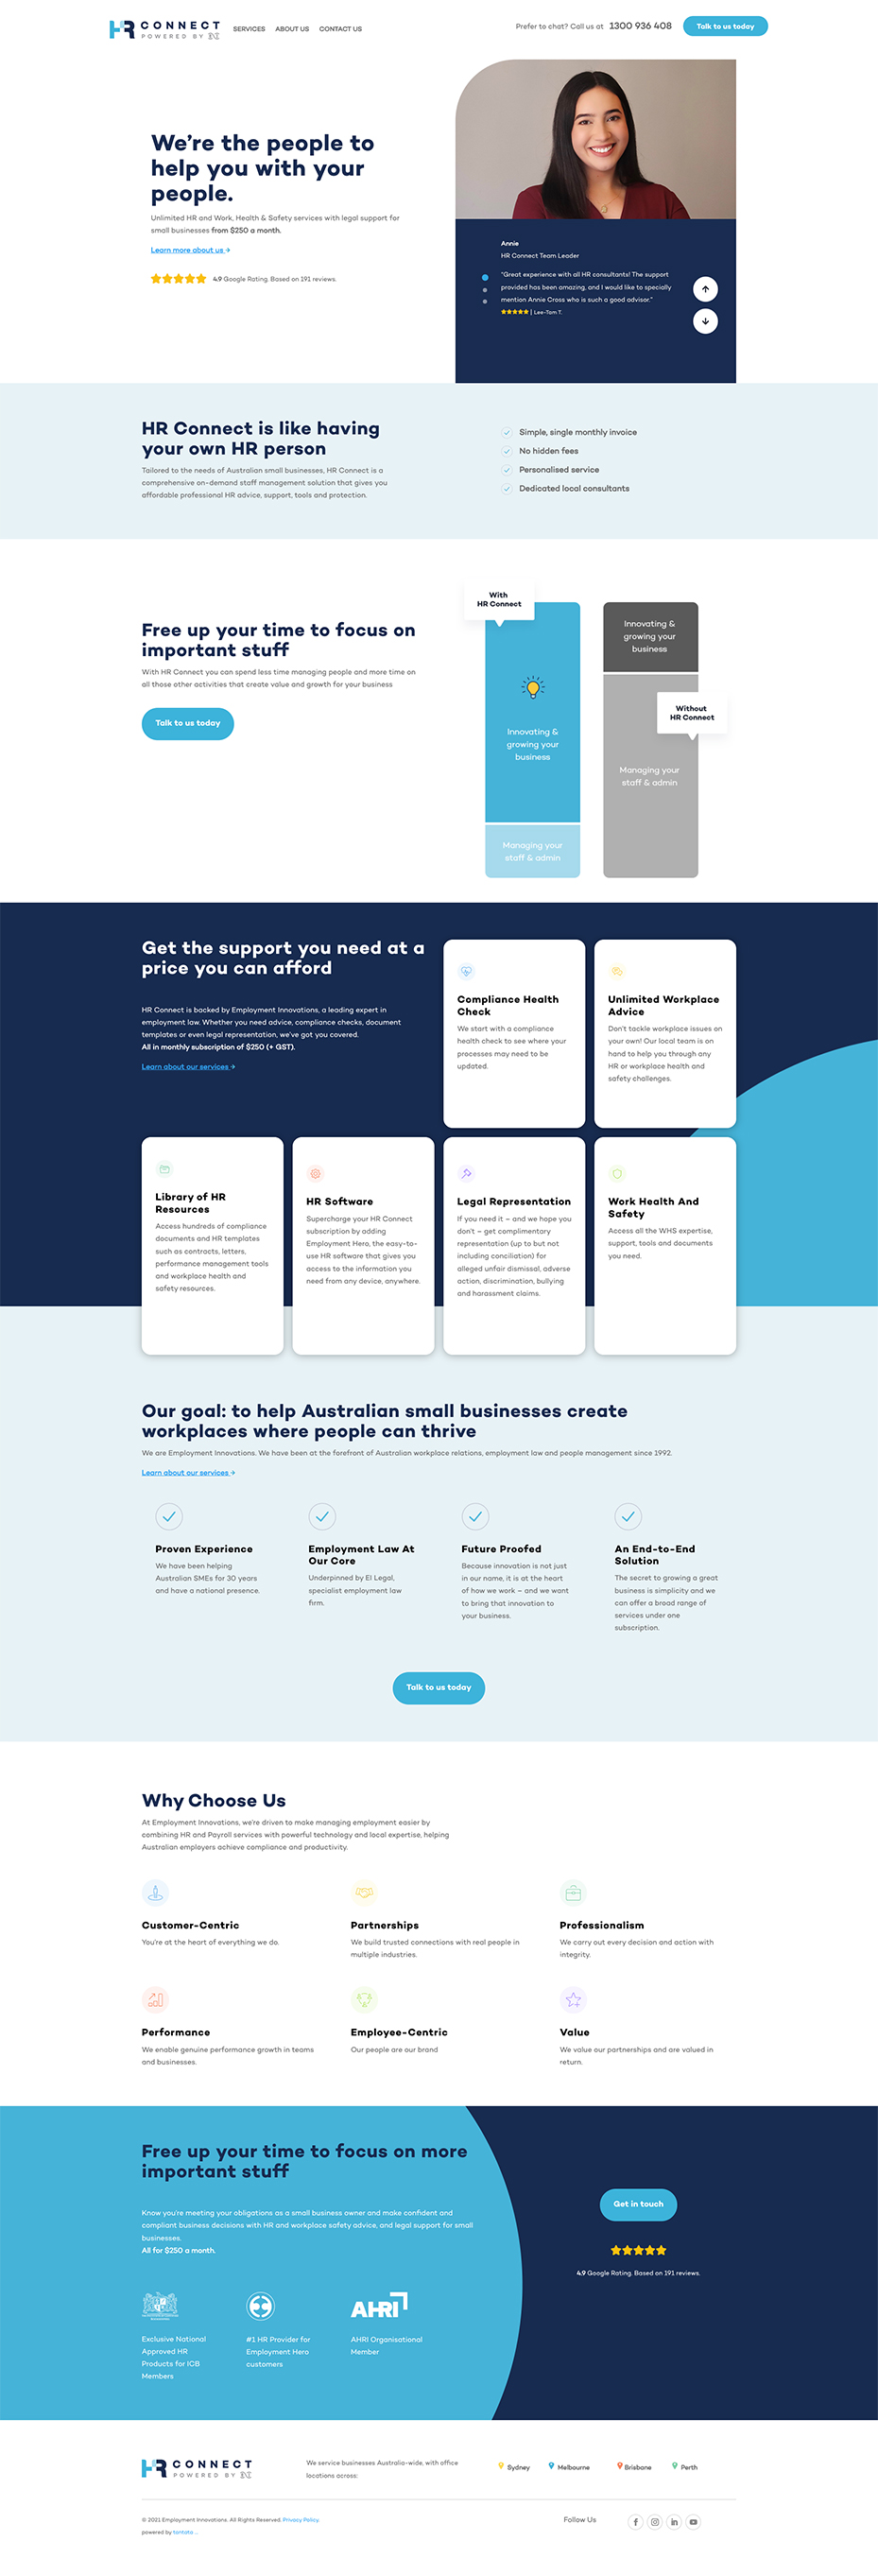 HR CONNECT
POWERED BY EI
SERVICES ABOUT US CONTACT US
Prefer to chat? Call us at 1300 936 408
Talk to us today
We're the people to
help you with your
people.
Unlimited HR and Work, Health & Safety services with legal support for
small businesses from $250 a month.
Learn more about us
4.9 Google Rating. Based on 191 reviews.
Annie
HR Connect Team Leader
"Great experience with all HR consultants! The support
provided has been amazing, and I would like to specially
mention Annie Cross who is such a good advisor."
| Lee-Tam T.
HR Connect is like having
your own HR person
Tailored to the needs of Australian small businesses, HR Connect is a
comprehensive on-demand staff management solution that gives you
affordable professional HR advice, support, tools and protection.
Simple, single monthly invoice
No hidden fees
Personalised service
Dedicated local consultants
Free up your time to focus on
important stuff
With HR Connect you can spend less time managing people and more time on
all those other activities that create value and growth for your business
Talk to us today
With
HR Connect
Innovating &
growing your
business
Managing your
staff & admin
Innovating &
growing your
business
Without
HR Connect
Managing your
staff & admin
Get the support you need at a
price you can afford
HR Connect is backed by Employment Innovations, a leading expert in
employment law. Whether you need advice, compliance checks, document
templates or even legal representation, we've got you covered.
All in monthly subscription of $250 (+ GST).
Learn about our services
Compliance Health
Check
We start with a compliance
health check to see where your
processes may need to be
updated.
Unlimited Workplace
Advice
Don't tackle workplace issues on
your own! Our local team is on
hand to help you through any
HR or workplace health and
safety challenges.
Library of HR
Resources
Access hundreds of compliance
documents and HR templates
such as contracts, letters,
performance management tools
and workplace health and
safety resources.
HR Software
Supercharge your HR Connect
subscription by adding
Employment Hero, the easy-to-
use HR software that gives you
access to the information you
need from any device, anywhere.
Legal Representation
If you need it – and we hope you
don't – get complimentary
representation (up to but not
including conciliation) for
alleged unfair dismissal, adverse
action, discrimination, bullying
and harassment claims.
Work Health And
Safety
Access all the WHS expertise,
support, tools and documents
you need.
Our goal: to help Australian small businesses create
workplaces where people can thrive
We are Employment Innovations. We have been at the forefront of Australian workplace relations, employment law and people management since 1992.
Learn about our services
Proven Experience
We have been helping
Australian SMEs for 30 years
and have a national presence.
Employment Law At
Our Core
Underpinned by EI Legal,
specialist employment law
firm.
Future Proofed
Because innovation is not just
in our name, it is at the heart
of how we work – and we want
to bring that innovation to
your business.
An End-to-End
Solution
The secret to growing a great
business is simplicity and we
can offer a broad range of
services under one
subscription.
Talk to us today
Why Choose Us
At Employment Innovations, we're driven to make managing employment easier by
combining HR and Payroll services with powerful technology and local expertise, helping
Australian employers achieve compliance and productivity.
Customer-Centric
You're at the heart of everything we do.
Partnerships
We build trusted connections with real people in
multiple industries.
Professionalism
We carry out every decision and action with
integrity.
Performance
We enable genuine performance growth in teams
and businesses.
Employee-Centric
Our people are our brand
Value
We value our partnerships and are valued in
return.
Free up your time to focus on more
important stuff
Know you're meeting your obligations as a small business owner and make confident and
compliant business decisions with HR and workplace safety advice, and legal support for small
businesses.
All for $250 a month.
Get in touch
4.9 Google Rating. Based on 191 reviews.
Exclusive National
Approved HR
Products for ICB
Members
#1 HR Provider for
Employment Hero
customers
AHRI
AHRI Organisational
Member
HR CONNECT
POWERED BY EI
We service businesses Australia-wide, with office
locations across:
Sydney Melbourne Brisbane Perth
© 2021 Employment Innovations. All Rights Reserved. Privacy Policy
powered by tontata ..
Follow Us